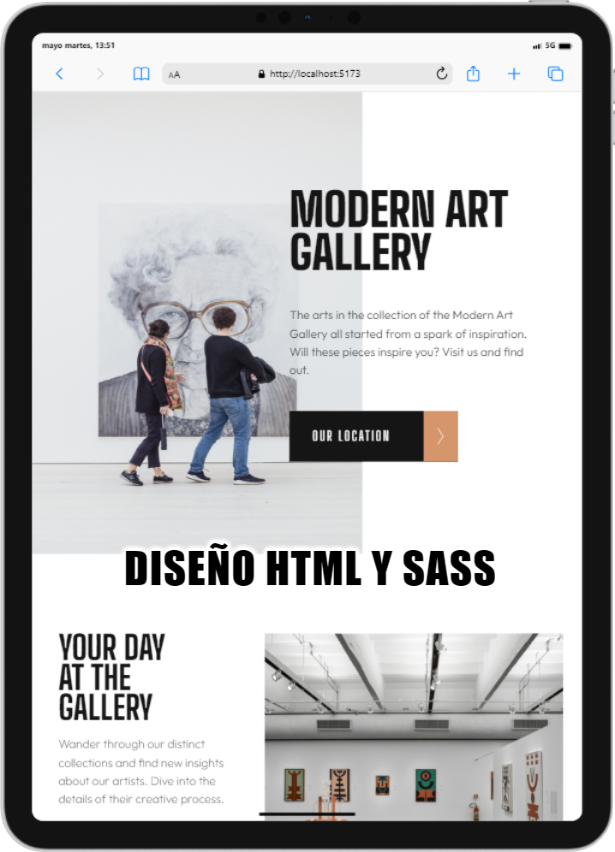 mayo martes, 13:51
5G
AA
http://localhost:5173
MODERN ART
GALLERY
The arts in the collection of the Modern Art
Gallery all started from a spark of inspiration.
Will these pieces inspire you? Visit us and find
out.
OUR LOCATION
DISEÑO HTML Y SASS
YOUR DAY
AT THE
GALLERY
Wander through our distinct
collections and find new insights
about our artists. Dive into the
details of their creative process.